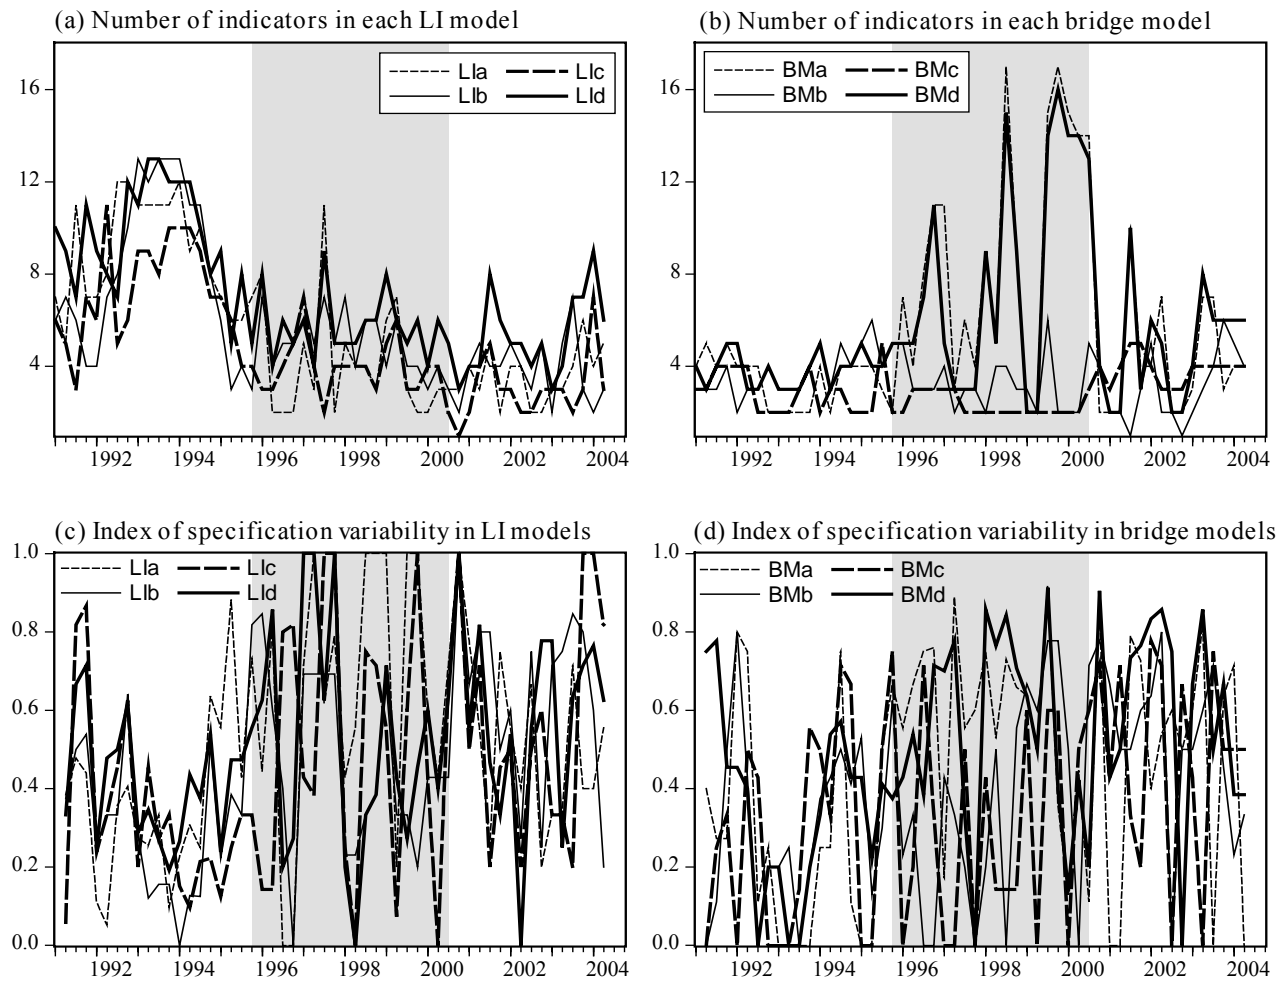 (a) Number of indicators in each LI model
16
12
8
4
LIa LIc
LIb LId
1992 1994 1996 1998 2000 2002 2004
(b) Number of indicators in each bridge model
16
12
8
4
BMa BMc
BMb BMd
1992 1994 1996 1998 2000 2002 2004
(c) Index of specification variability in LI models
1.0
0.8
0.6
0.4
0.2
0.0
LIa LIc
LIb LId
1992 1994 1996 1998 2000 2002 2004
(d) Index of specification variability in bridge models
1.0
0.8
0.6
0.4
0.2
0.0
BMa BMc
BMb BMd
1992 1994 1996 1998 2000 2002 2004